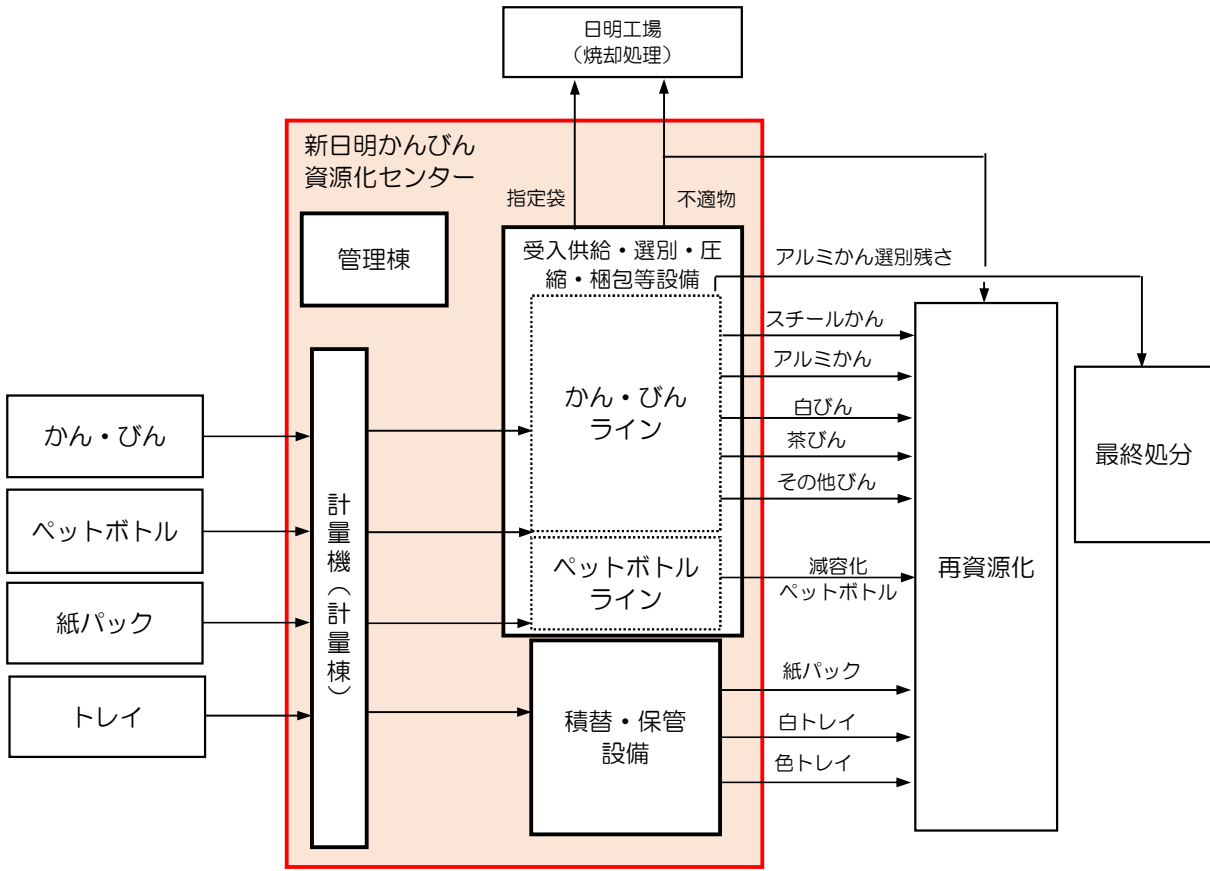 日明工場
（焼却処理）
新日明かんびん
資源化センター
指定袋
不適物
管理棟
受入供給・選別・圧
縮・梱包等設備
アルミかん選別残さ
スチールかん
アルミかん
白びん
茶びん
その他びん
かん・びん
ライン
かん・びん
ペットボトル
紙パック
トレイ
計量機（計量棟）
ペットボトル
ライン
減容化
ペットボトル
積替・保管
設備
紙パック
白トレイ
色トレイ
再資源化
最終処分